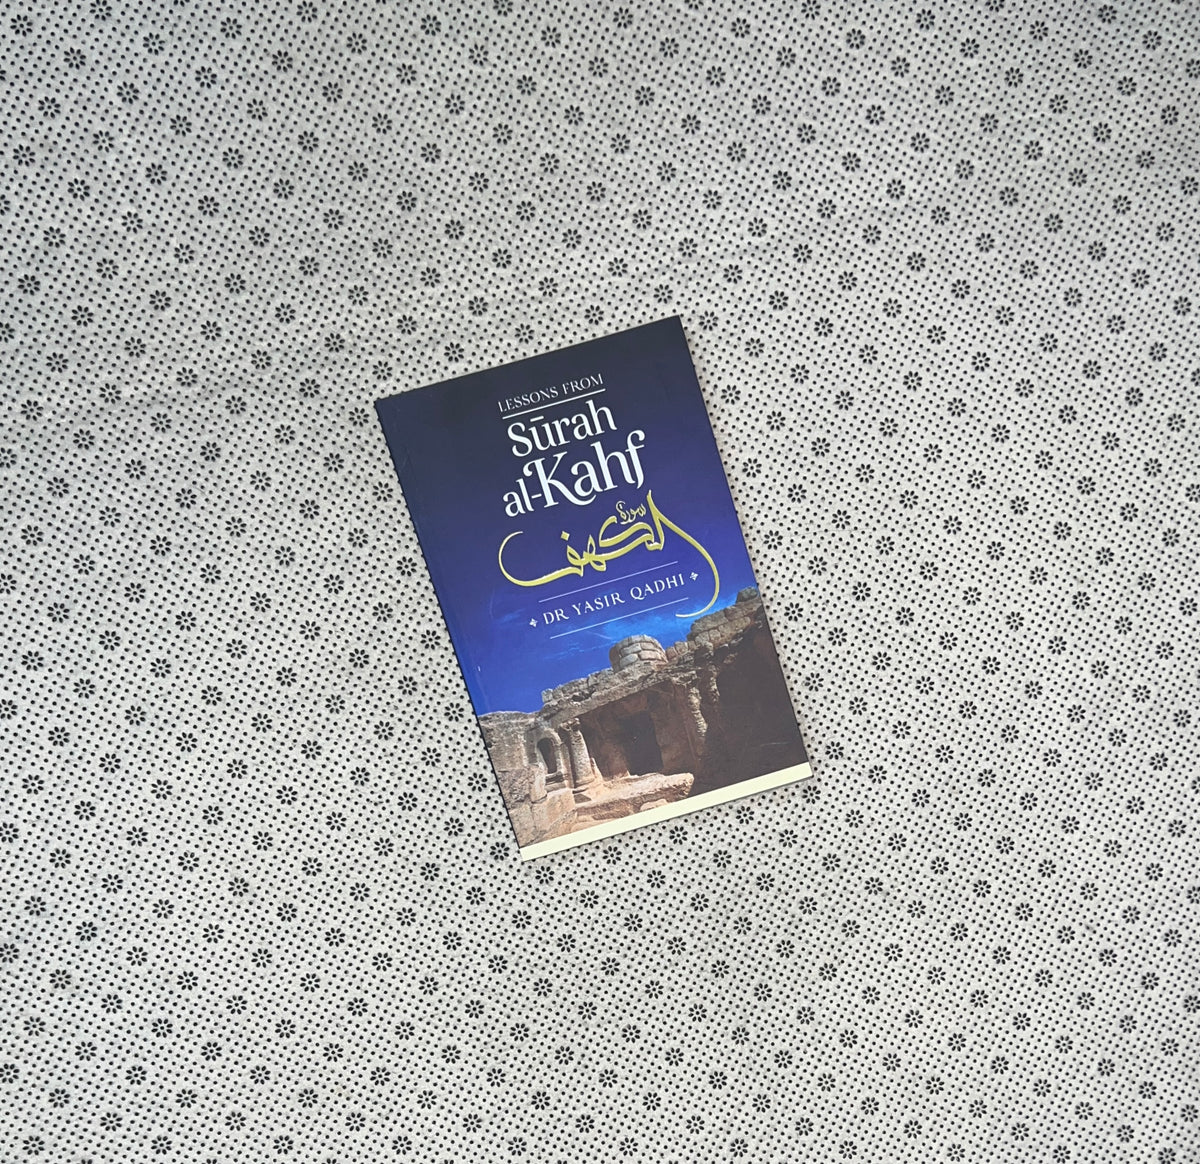 LESSONS FROM
Sūrah
al-Kahf
سورة
الكهف
DR YASIR QADHI